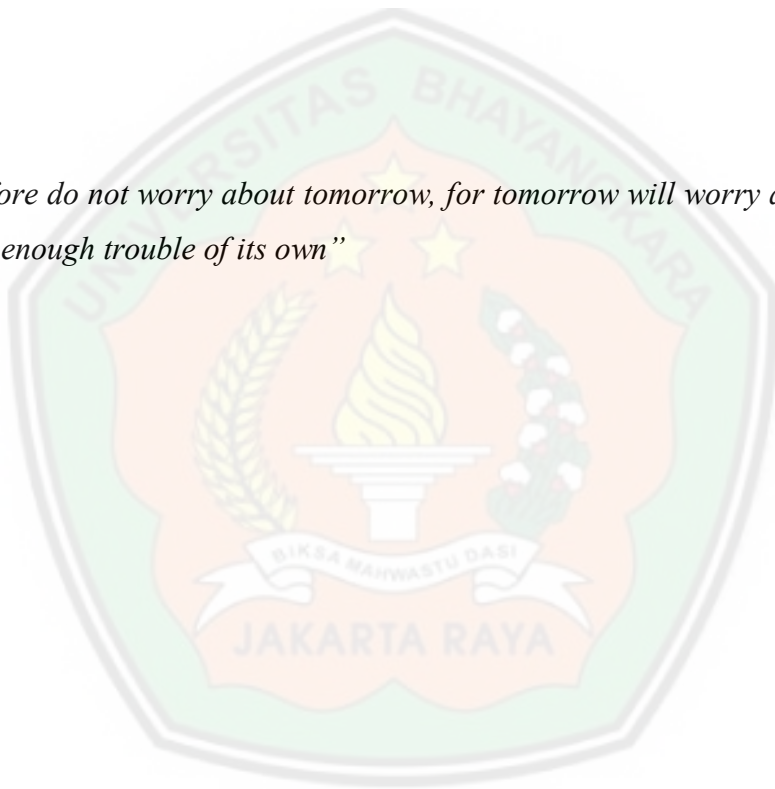 UNIVERSITAS BHAYANGKARA
ore do not worry about tomorrow, for tomorrow will worry a
enough trouble of its own”
BIKSA MAHWASTU DASI
JAKARTA RAYA